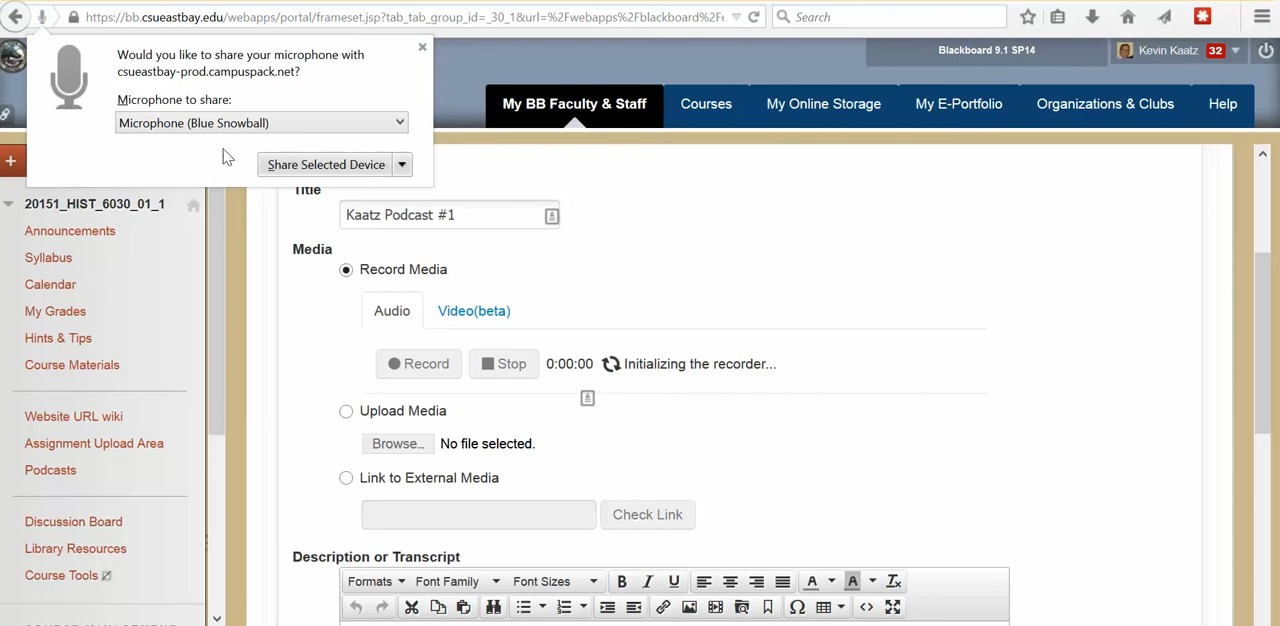 https://bb.csueastbay.edu/webapps/portal/frameset.jsp?tab_tab_group_id=_30_1&url=%2Fwebapps%2Fblackboard%2F
Search
Would you like to share your microphone with
csueastbay-prod.campuspack.net?
Microphone to share:
Microphone (Blue Snowball)
Share Selected Device
Blackboard 9.1 SP14
Kevin Kaatz 32
My BB Faculty & Staff
Courses
My Online Storage
My E-Portfolio
Organizations & Clubs
Help
20151_HIST_6030_01_1
Announcements
Syllabus
Calendar
My Grades
Hints & Tips
Course Materials
Website URL wiki
Assignment Upload Area
Podcasts
Discussion Board
Library Resources
Course Tools
Title
Kaatz Podcast #1
Media
Record Media
Audio
Video(beta)
Record
Stop
0:00:00
Initializing the recorder...
Upload Media
Browse...
No file selected.
Link to External Media
Check Link
Description or Transcript
Formats
Font Family
Font Sizes
B I U
A A